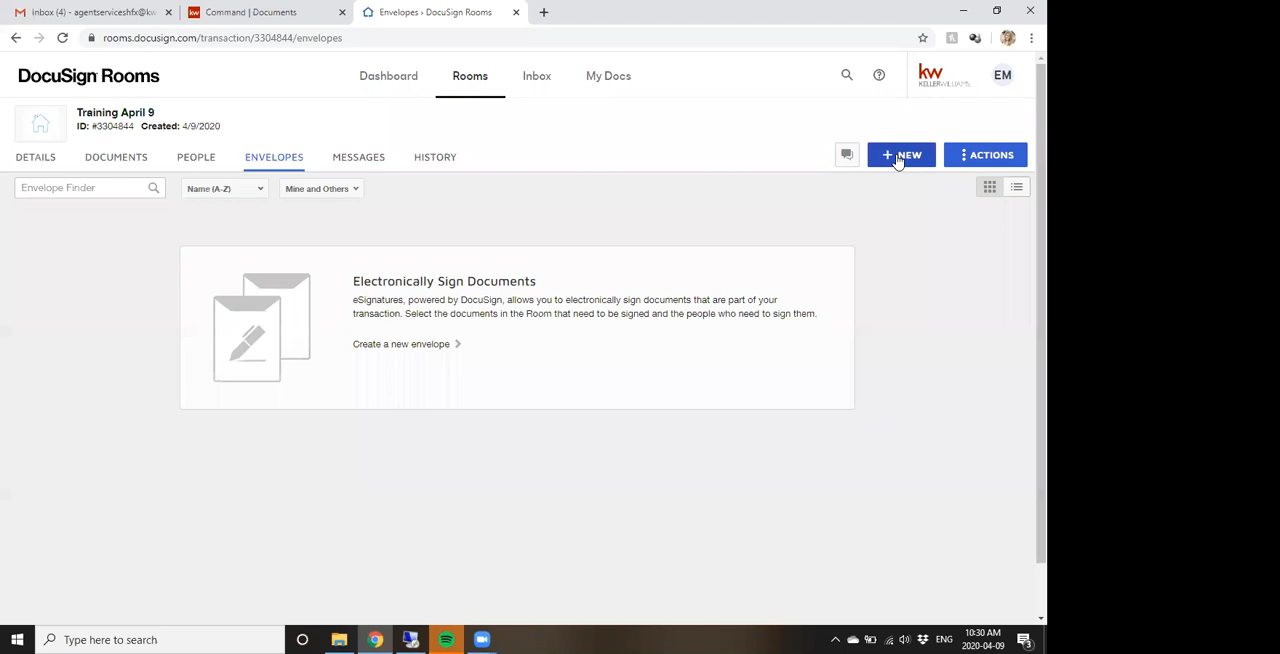 Inbox (4) - agentserviceshfx@kw
Command | Documents
Envelopes › DocuSign Rooms
rooms.docusign.com/transaction/3304844/envelopes
DocuSign Rooms
Dashboard
Rooms
Inbox
My Docs
kw
KELLERWILLIAMS.
EM
Training April 9
ID: #3304844 Created: 4/9/2020
DETAILS
DOCUMENTS
PEOPLE
ENVELOPES
MESSAGES
HISTORY
+ NEW
ACTIONS
Envelope Finder
Name (A-Z)
Mine and Others
Electronically Sign Documents
eSignatures, powered by DocuSign, allows you to electronically sign documents that are part of your
transaction. Select the documents in the Room that need to be signed and the people who need to sign them.
Create a new envelope
Type here to search
ENG
10:30 AM
2020-04-09
3